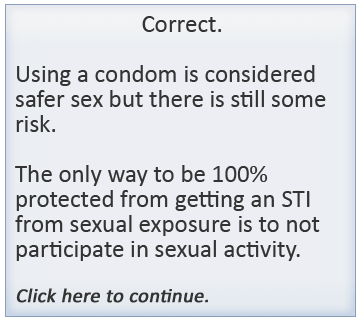 Correct.
Using a condom is considered
safer sex but there is still some
risk.
The only way to be 100%
protected from getting an STI
from sexual exposure is to not
participate in sexual activity.
Click here to continue.